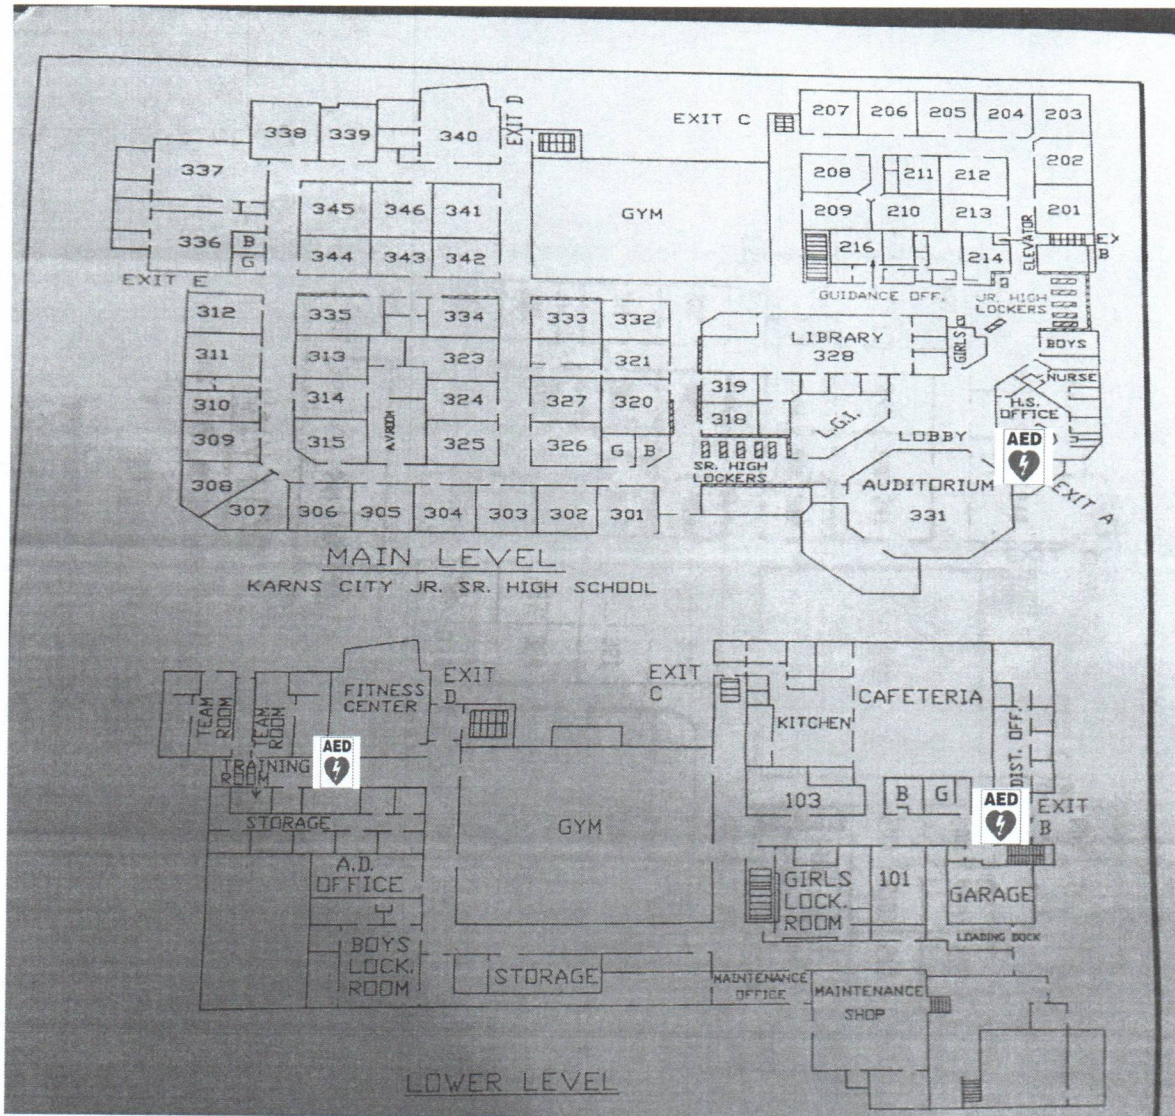 EXIT C
207 206 205 204 203
338 339 340 EXIT D
202
337
208 211 212
345 346 341 GYM
209 210 213 201
336 B
G
344 343 342
216 214 ELEVATOR EX
B
EXIT E
GUIDANCE OFF. JR. HIGH
LOCKERS
312 335 334 333 332
LIBRARY
328 GIRLS BOYS
311 313 323 321
NURSE
310 314 324 327 320 319
318 L.G.I. H.S.
OFFICE
A.V.ROOM
309 315 325 326 G B LOBBY AED
SR. HIGH
LOCKERS
308 AUDITORIUM
331 EXIT A
307 306 305 304 303 302 301
MAIN LEVEL
KARNS CITY JR. SR. HIGH SCHOOL
EXIT
D
EXIT
C
TEAM
ROOM
TEAM
ROOM
FITNESS
CENTER
CAFETERIA
KITCHEN
DIST. OFF.
TRAINING
ROOM
AED
103 B G AED EXIT
B
STORAGE
GYM
A.D.
OFFICE
GIRLS
LOCK.
ROOM
101 GARAGE
LOADING DOCK
BOYS
LOCK.
ROOM
STORAGE
MAINTENANCE
OFFICE
MAINTENANCE
SHOP
LOWER LEVEL